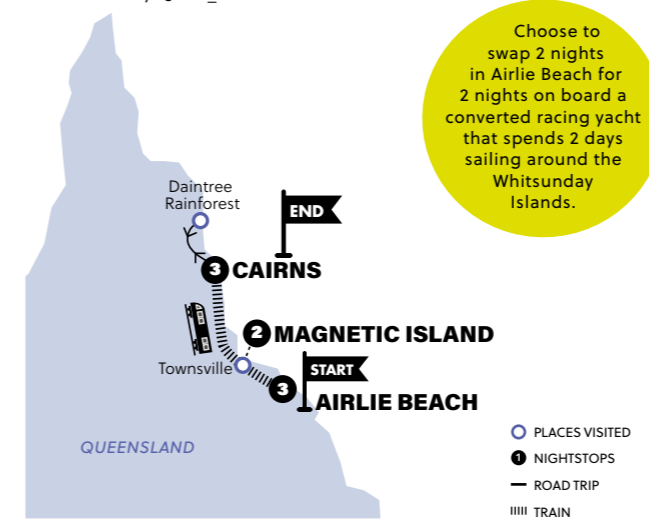 Choose to
swap 2 nights
in Airlie Beach for
2 nights on board a
converted racing yacht
that spends 2 days
sailing around the
Whitsunday
Islands.
Daintree
Rainforest
END
3 CAIRNS
2 MAGNETIC ISLAND
Townsville
START
3
AIRLIE BEACH
QUEENSLAND
PLACES VISITED
1 NIGHTSTOPS
ROAD TRIP
TRAIN